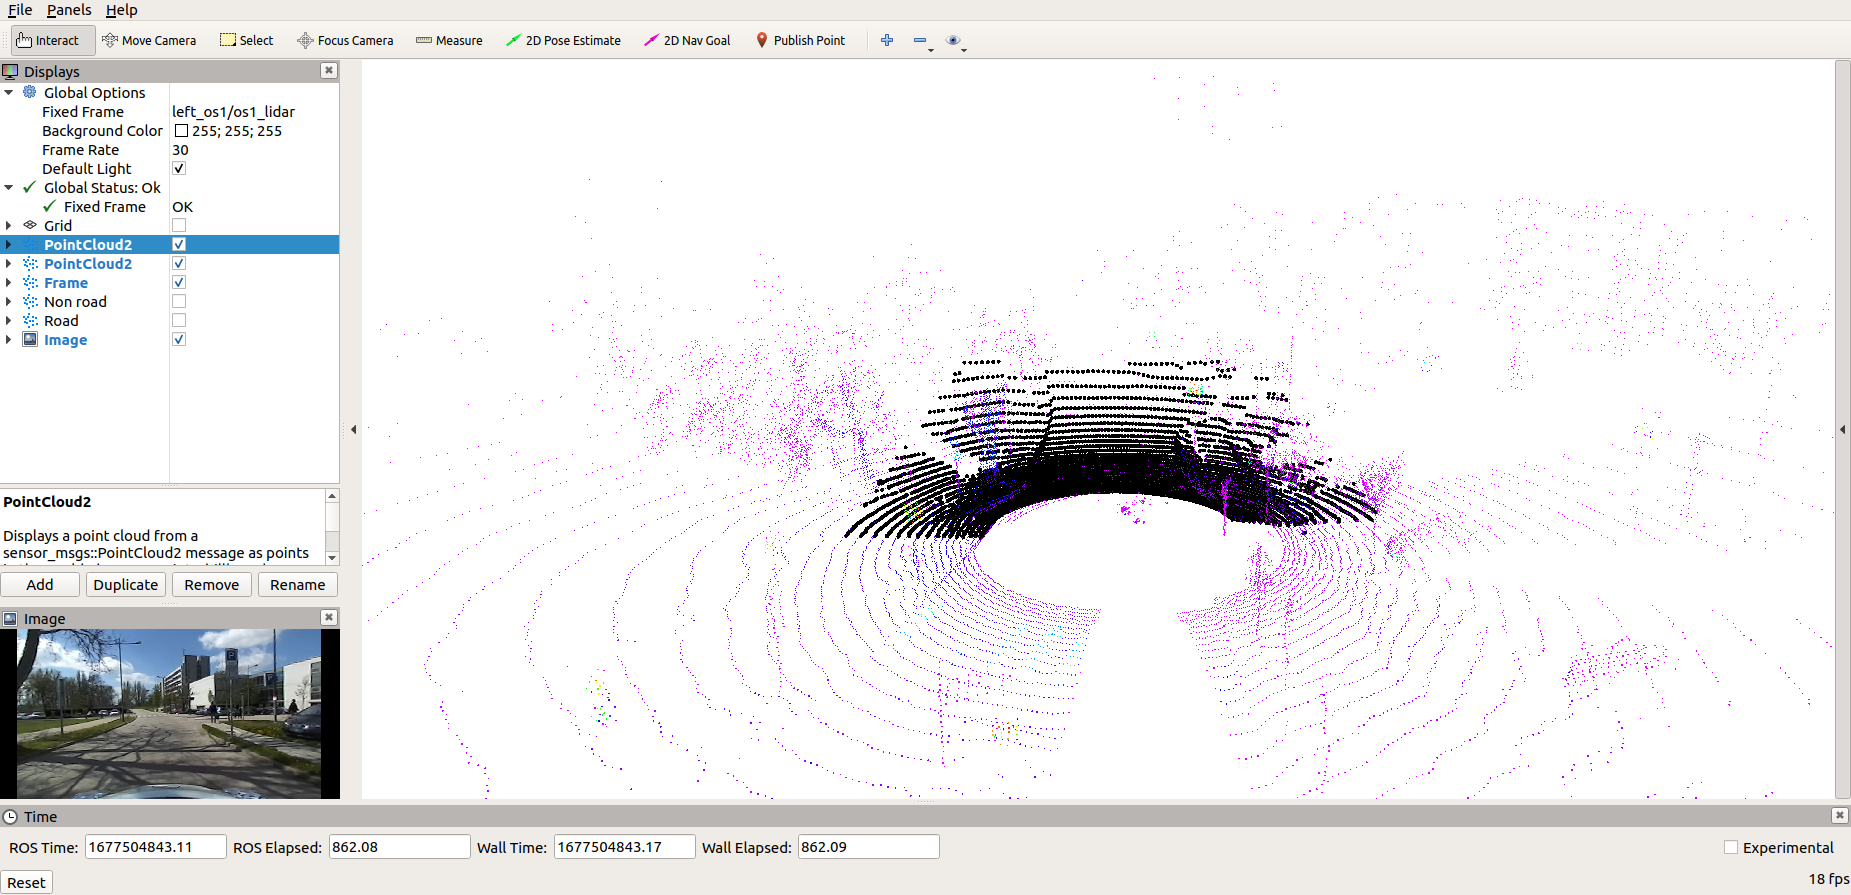 File Panels Help
Interact Move Camera Select Focus Camera Measure 2D Pose Estimate 2D Nav Goal Publish Point
Displays
Global Options
Fixed Frame left_os1/os1_lidar
Background Color 255; 255; 255
Frame Rate 30
Default Light
Global Status: Ok
Fixed Frame OK
Grid
PointCloud2
PointCloud2
Frame
Non road
Road
Image
PointCloud2
Displays a point cloud from a
sensor_msgs::PointCloud2 message as points
Add Duplicate Remove Rename
Image
P
Time
ROS Time: 1677504843.11 ROS Elapsed: 862.08 Wall Time: 1677504843.17 Wall Elapsed: 862.09 Experimental
Reset 18 fps